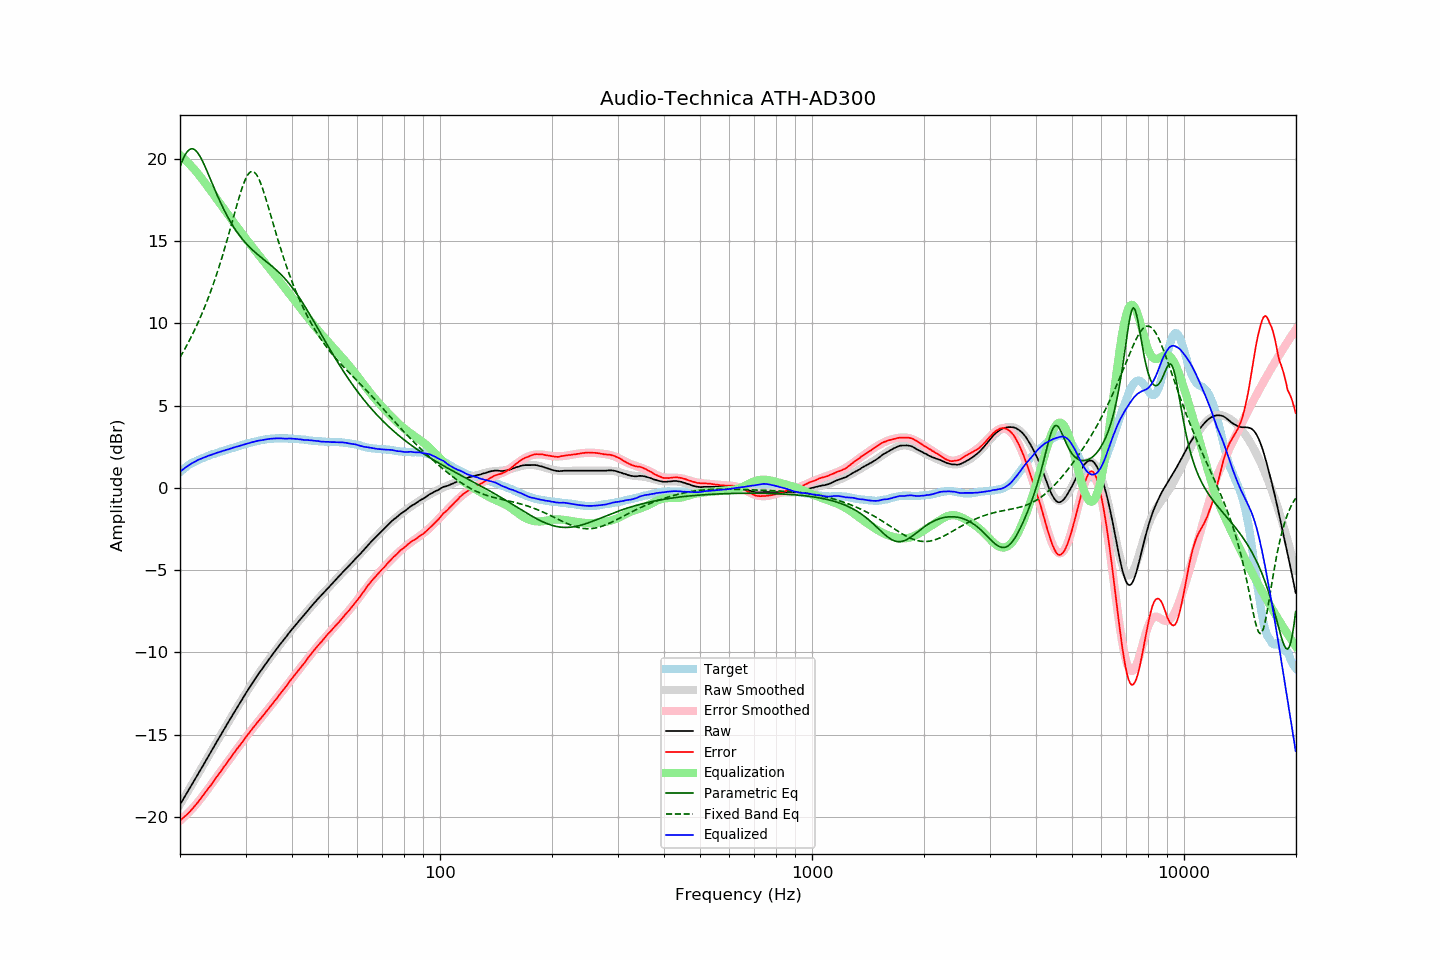 Audio-Technica ATH-AD300
Amplitude (dBr)
20
15
10
5
0
−5
−10
−15
−20
100
1000
10000
Frequency (Hz)
Target
Raw Smoothed
Error Smoothed
Raw
Error
Equalization
Parametric Eq
Fixed Band Eq
Equalized